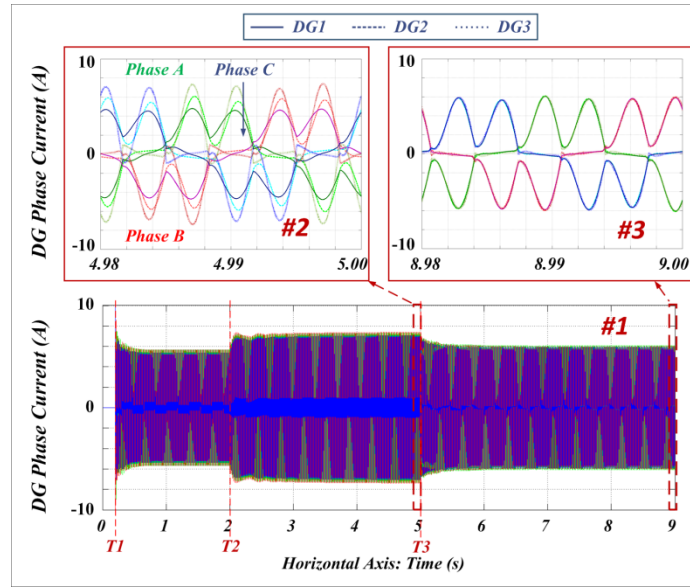 DG1 DG2 DG3
DG Phase Current (A)
10
0
-10
Phase A
Phase C
Phase B
#2
4.98 4.99 5.00
10
0
-10
#3
8.98 8.99 9.00
DG Phase Current (A)
10
0
-10
#1
0 1 2 3 4 5 6 7 8 9
T1 T2 T3
Horizontal Axis: Time (s)